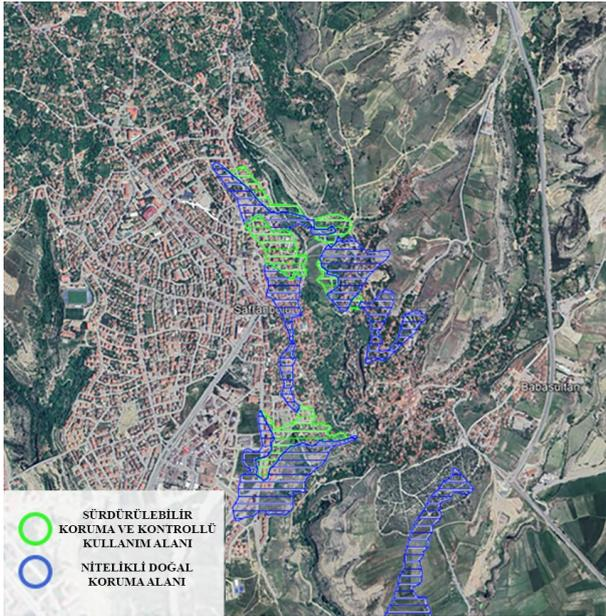 Safranbolu
Babasultan
SÜRDÜRÜLEBİLİR
KORUMA VE KONTROLLÜ
KULLANIM ALANI
NİTELİKLİ DOĞAL
KORUMA ALANI